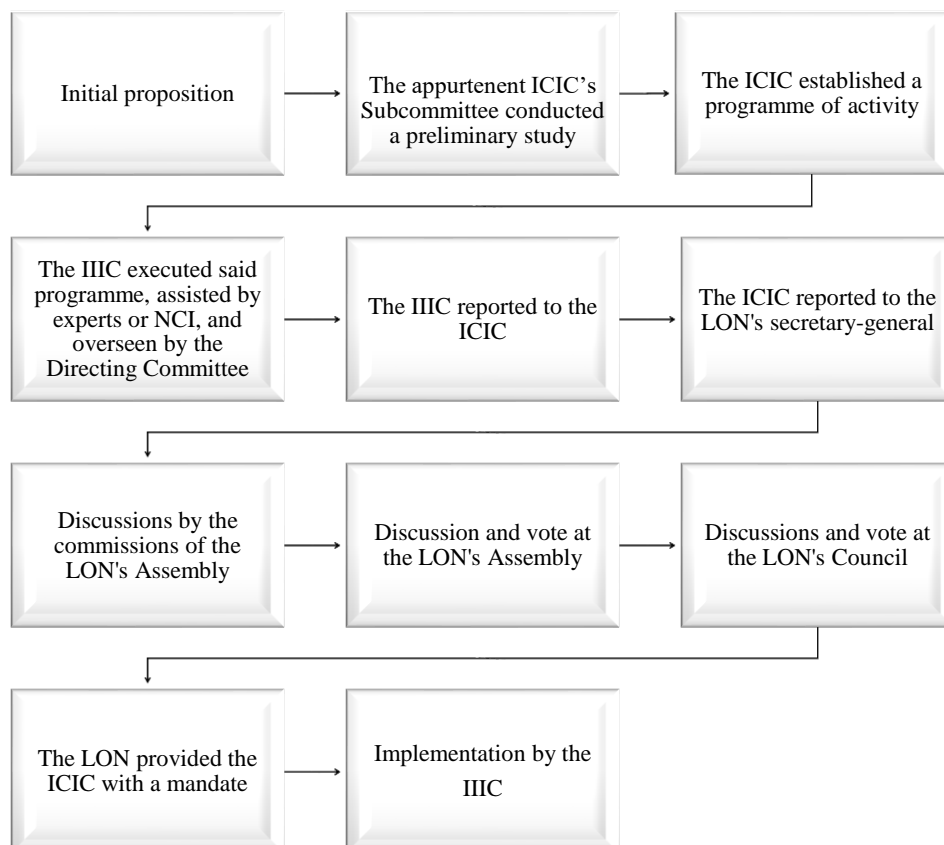 Initial proposition
The appurtenent ICIC’s
Subcommittee conducted
a preliminary study
The ICIC established a
programme of activity
The IIIC executed said
programme, assisted by
experts or NCI, and
overseen by the
Directing Committee
The IIIC reported to the
ICIC
The ICIC reported to the
LON's secretary-general
Discussions by the
commissions of the
LON's Assembly
Discussion and vote at
the LON's Assembly
Discussions and vote at
the LON's Council
The LON provided the
ICIC with a mandate
Implementation by the
IIIC